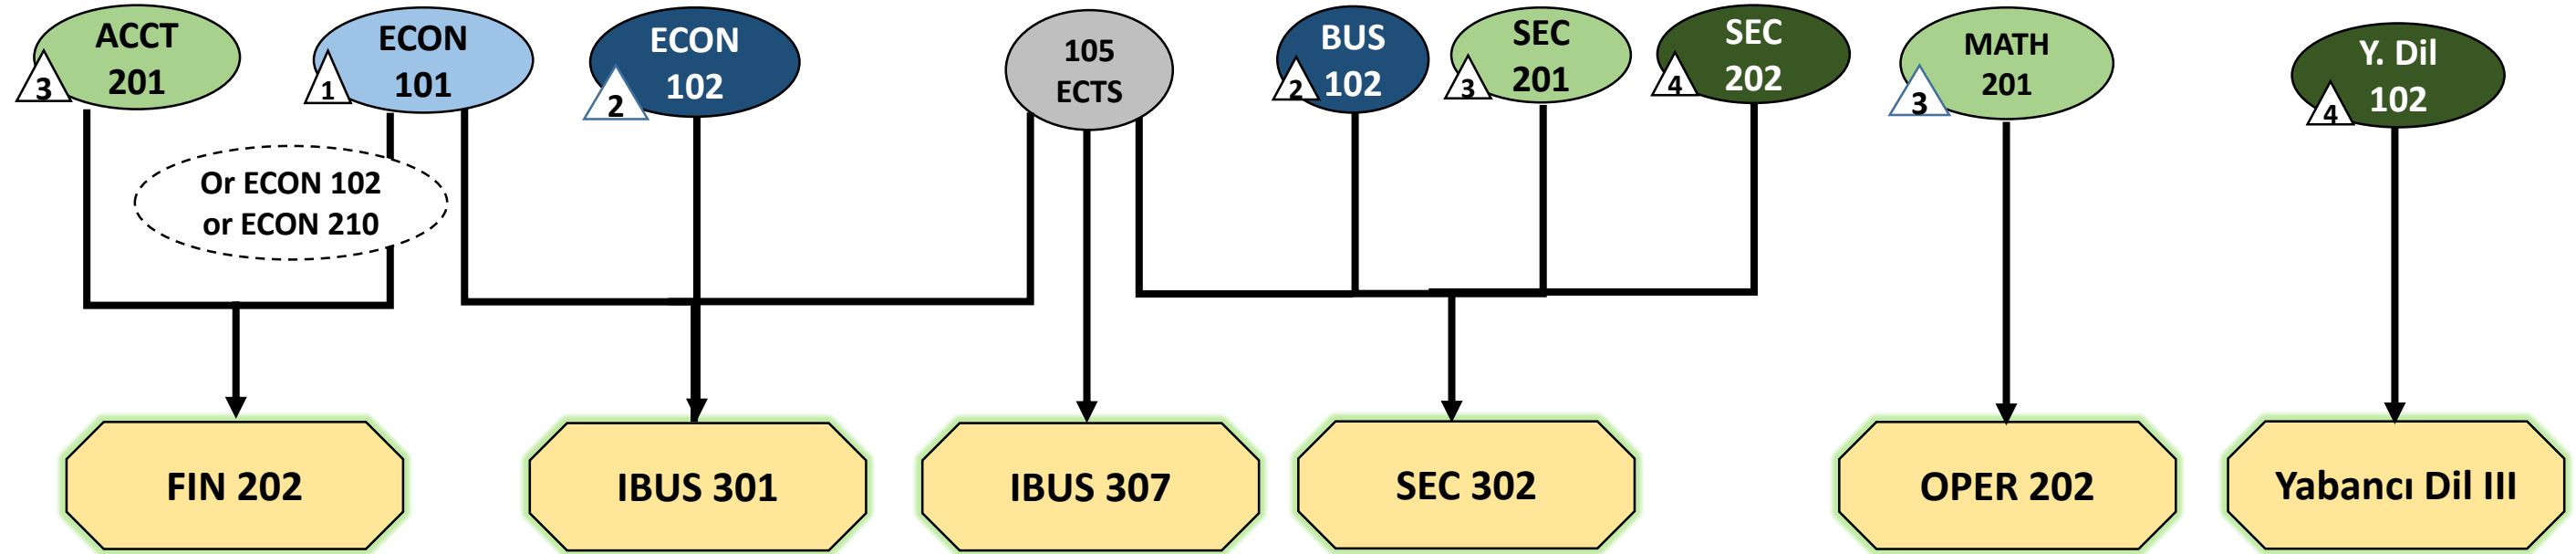 ACCT
201
3
ECON
101
1
ECON
102
2
105
ECTS
BUS
102
2
SEC
201
3
SEC
202
4
MATH
201
3
Y. Dil
102
4
Or ECON 102
or ECON 210
FIN 202
IBUS 301
IBUS 307
SEC 302
OPER 202
Yabancı Dil III